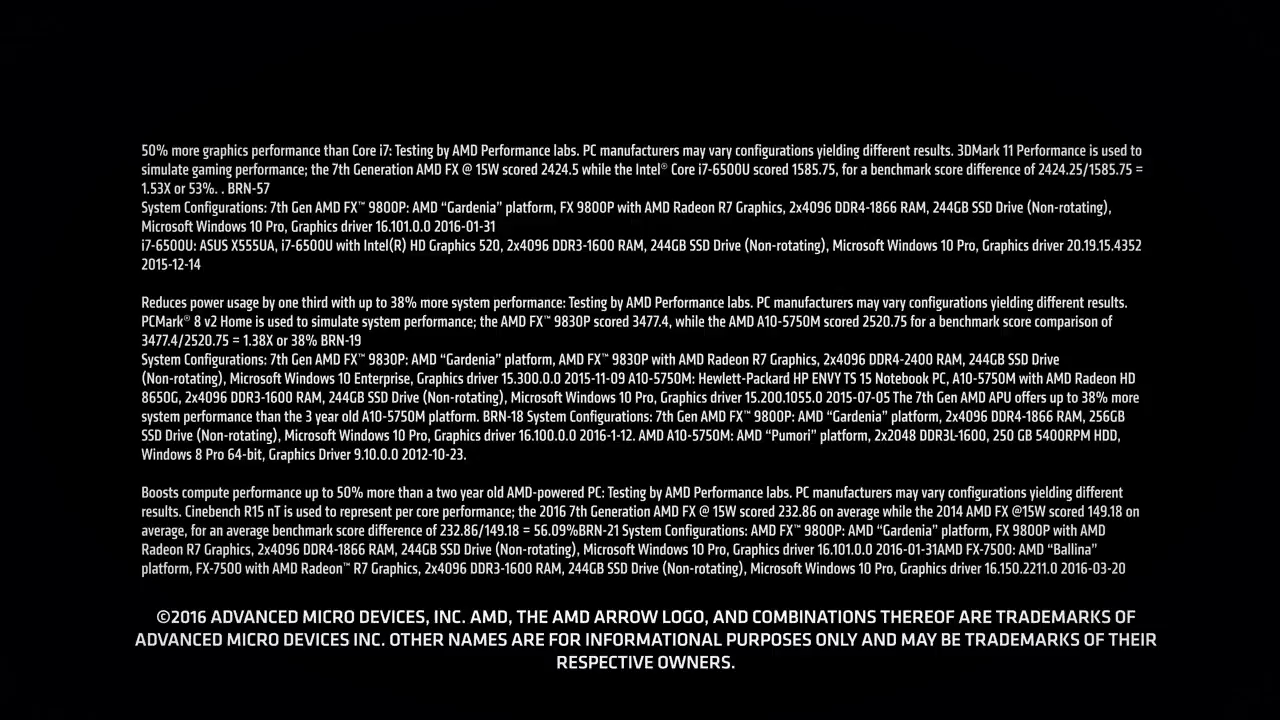 50% more graphics performance than Core i7: Testing by AMD Performance labs. PC manufacturers may vary configurations yielding different results. 3DMark 11 Performance is used to
simulate gaming performance; the 7th Generation AMD FX @ 15W scored 2424.5 while the Intel® Core i7-6500U scored 1585.75, for a benchmark score difference of 2424.25/1585.75 =
1.53X or 53%. . BRN-57
System Configurations: 7th Gen AMD FX™ 9800P: AMD “Gardenia” platform, FX 9800P with AMD Radeon R7 Graphics, 2x4096 DDR4-1866 RAM, 244GB SSD Drive (Non-rotating),
Microsoft Windows 10 Pro, Graphics driver 16.101.0.0 2016-01-31
i7-6500U: ASUS X555UA, i7-6500U with Intel(R) HD Graphics 520, 2x4096 DDR3-1600 RAM, 244GB SSD Drive (Non-rotating), Microsoft Windows 10 Pro, Graphics driver 20.19.15.4352
2015-12-14
Reduces power usage by one third with up to 38% more system performance: Testing by AMD Performance labs. PC manufacturers may vary configurations yielding different results.
PCMark® 8 v2 Home is used to simulate system performance; the AMD FX™ 9830P scored 3477.4, while the AMD A10-5750M scored 2520.75 for a benchmark score comparison of
3477.4/2520.75 = 1.38X or 38% BRN-19
System Configurations: 7th Gen AMD FX™ 9830P: AMD “Gardenia” platform, AMD FX™ 9830P with AMD Radeon R7 Graphics, 2x4096 DDR4-2400 RAM, 244GB SSD Drive
(Non-rotating), Microsoft Windows 10 Enterprise, Graphics driver 15.300.0.0 2015-11-09 A10-5750M: Hewlett-Packard HP ENVY TS 15 Notebook PC, A10-5750M with AMD Radeon HD
8650G, 2x4096 DDR3-1600 RAM, 244GB SSD Drive (Non-rotating), Microsoft Windows 10 Pro, Graphics driver 15.200.1055.0 2015-07-05 The 7th Gen AMD APU offers up to 38% more
system performance than the 3 year old A10-5750M platform. BRN-18 System Configurations: 7th Gen AMD FX™ 9800P: AMD “Gardenia” platform, 2x4096 DDR4-1866 RAM, 256GB
SSD Drive (Non-rotating), Microsoft Windows 10 Pro, Graphics driver 16.100.0.0 2016-1-12. AMD A10-5750M: AMD “Pumori” platform, 2x2048 DDR3L-1600, 250 GB 5400RPM HDD,
Windows 8 Pro 64-bit, Graphics Driver 9.10.0.0 2012-10-23.
Boosts compute performance up to 50% more than a two year old AMD-powered PC: Testing by AMD Performance labs. PC manufacturers may vary configurations yielding different
results. Cinebench R15 nT is used to represent per core performance; the 2016 7th Generation AMD FX @ 15W scored 232.86 on average while the 2014 AMD FX @15W scored 149.18 on
average, for an average benchmark score difference of 232.86/149.18 = 56.09%BRN-21 System Configurations: AMD FX™ 9800P: AMD “Gardenia” platform, FX 9800P with AMD
Radeon R7 Graphics, 2x4096 DDR4-1866 RAM, 244GB SSD Drive (Non-rotating), Microsoft Windows 10 Pro, Graphics driver 16.101.0.0 2016-01-31AMD FX-7500: AMD “Ballina”
platform, FX-7500 with AMD Radeon™ R7 Graphics, 2x4096 DDR3-1600 RAM, 244GB SSD Drive (Non-rotating), Microsoft Windows 10 Pro, Graphics driver 16.150.2211.0 2016-03-20
©2016 ADVANCED MICRO DEVICES, INC. AMD, THE AMD ARROW LOGO, AND COMBINATIONS THEREOF ARE TRADEMARKS OF
ADVANCED MICRO DEVICES INC. OTHER NAMES ARE FOR INFORMATIONAL PURPOSES ONLY AND MAY BE TRADEMARKS OF THEIR
RESPECTIVE OWNERS.